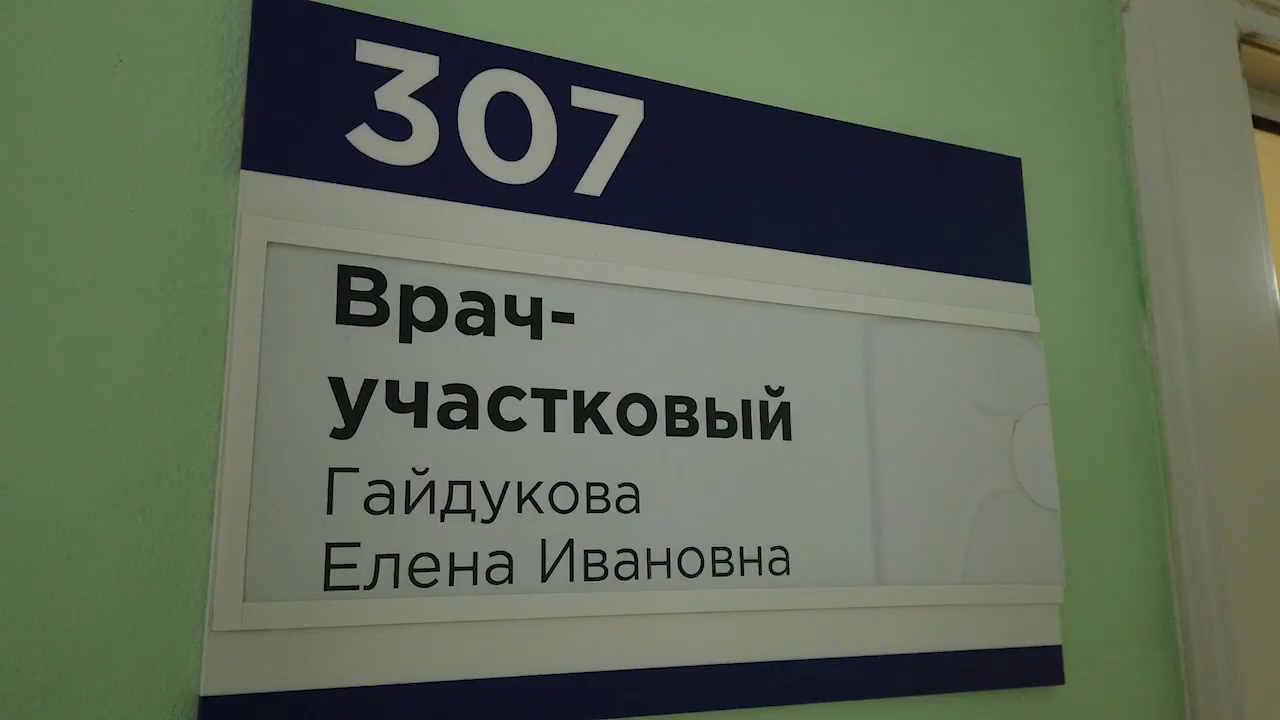 307
Врач-
участковый
Гайдукова
Елена Ивановна